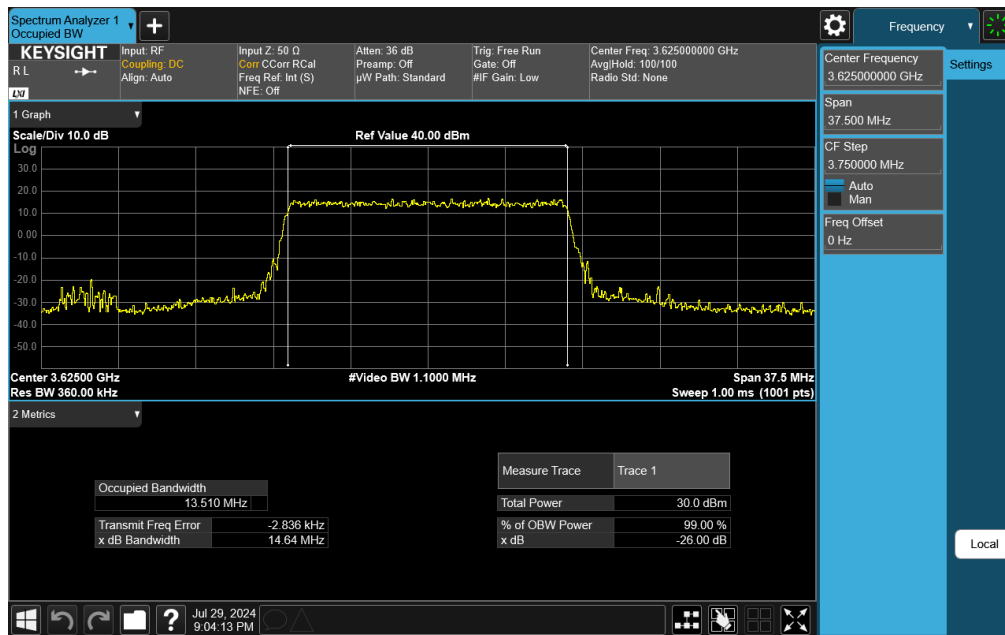 Spectrum Analyzer 1
Occupied BW
Frequency
KEYSIGHT
R L
LXI
Input: RF
Coupling: DC
Align: Auto
Input Z: 50 Ω
Corr CCorr RCal
Freq Ref: Int (S)
NFE: Off
Atten: 36 dB
Preamp: Off
µW Path: Standard
Trig: Free Run
Gate: Off
#IF Gain: Low
Center Freq: 3.625000000 GHz
Avg|Hold: 100/100
Radio Std: None
Center Frequency
3.625000000 GHz
Settings
Span
37.500 MHz
CF Step
3.750000 MHz
Auto
Man
Freq Offset
0 Hz
Local
1 Graph
Scale/Div 10.0 dB
Ref Value 40.00 dBm
Log
30.0
20.0
10.0
0.00
-10.0
-20.0
-30.0
-40.0
-50.0
Center 3.62500 GHz
#Video BW 1.1000 MHz
Span 37.5 MHz
Res BW 360.00 kHz
Sweep 1.00 ms (1001 pts)
2 Metrics
Measure Trace Trace 1
Occupied Bandwidth
13.510 MHz
Total Power 30.0 dBm
Transmit Freq Error -2.836 kHz
% of OBW Power 99.00 %
x dB Bandwidth 14.64 MHz
x dB -26.00 dB
?
Jul 29, 2024
9:04:13 PM